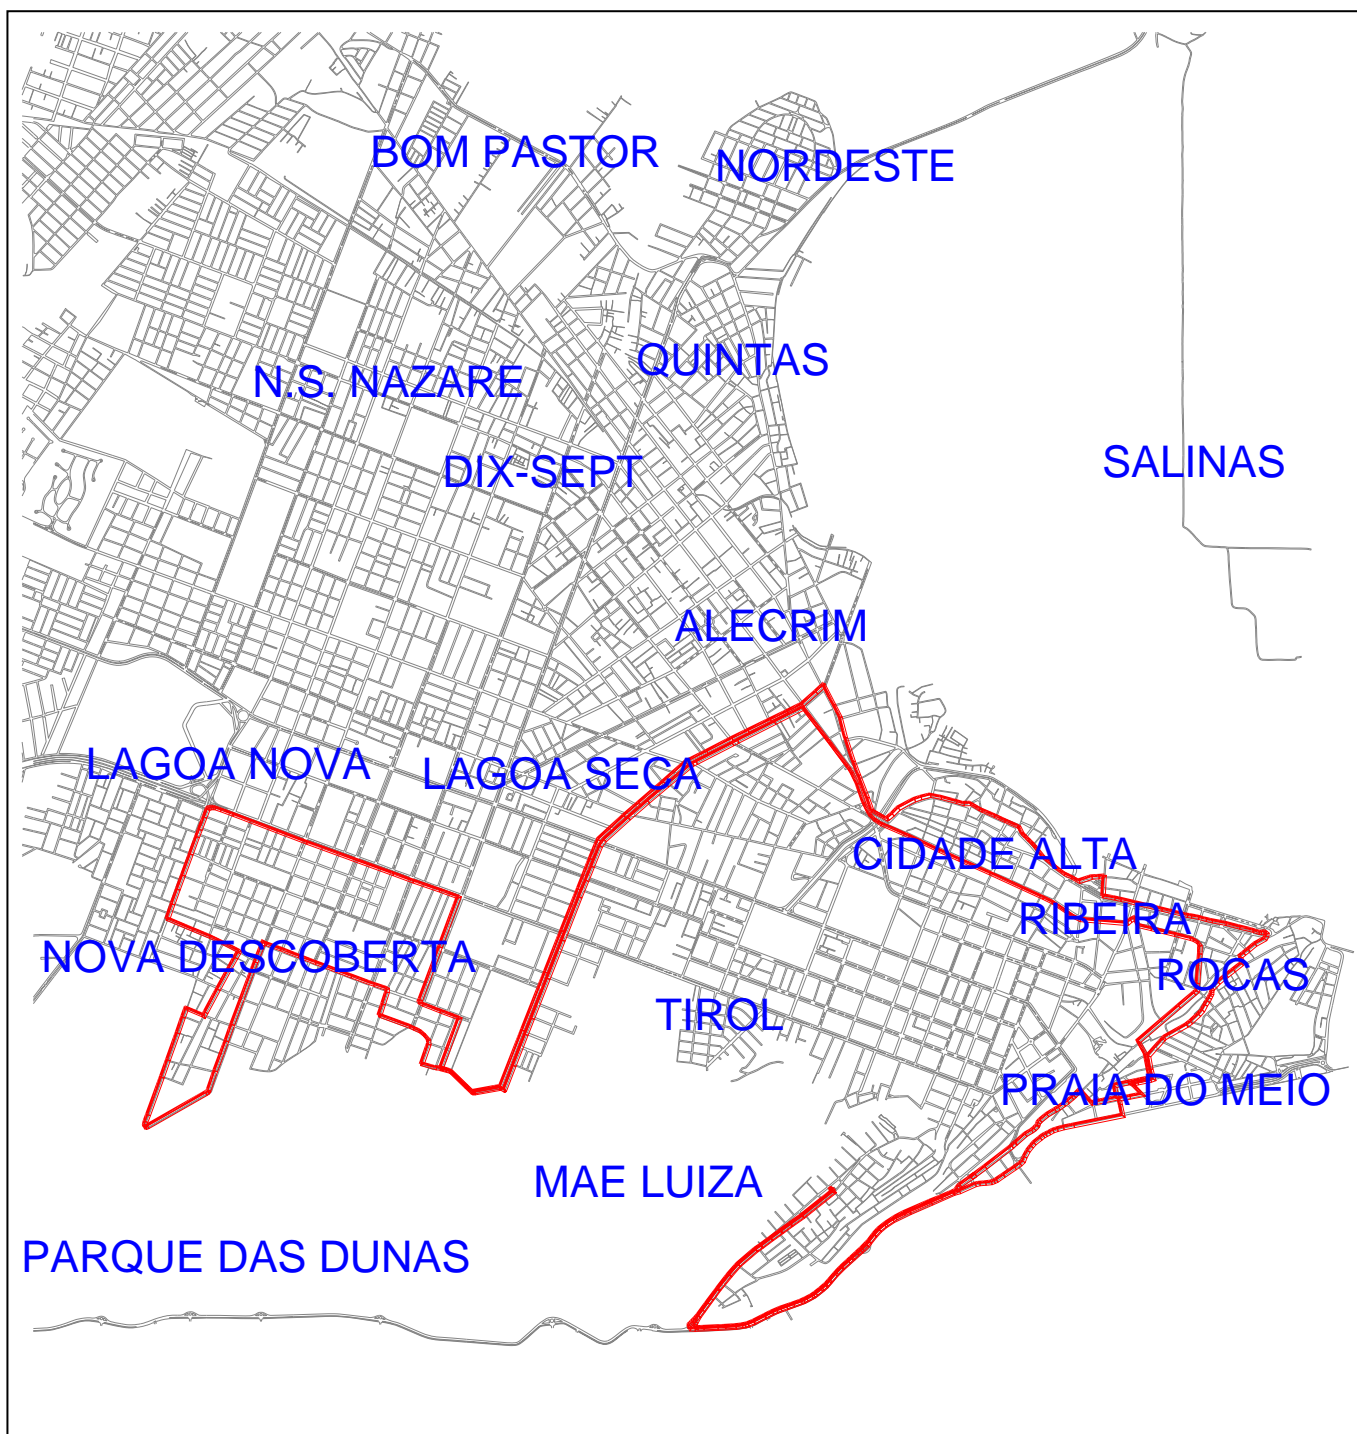 BOM PASTOR
NORDESTE
QUINTAS
N.S. NAZARE
SALINAS
DIX-SEPT
ALECRIM
LAGOA NOVA
LAGOA SECA
CIDADE ALTA
RIBEIRA
NOVA DESCOBERTA
ROCAS
TIROL
PRAIA DO MEIO
MAE LUIZA
PARQUE DAS DUNAS